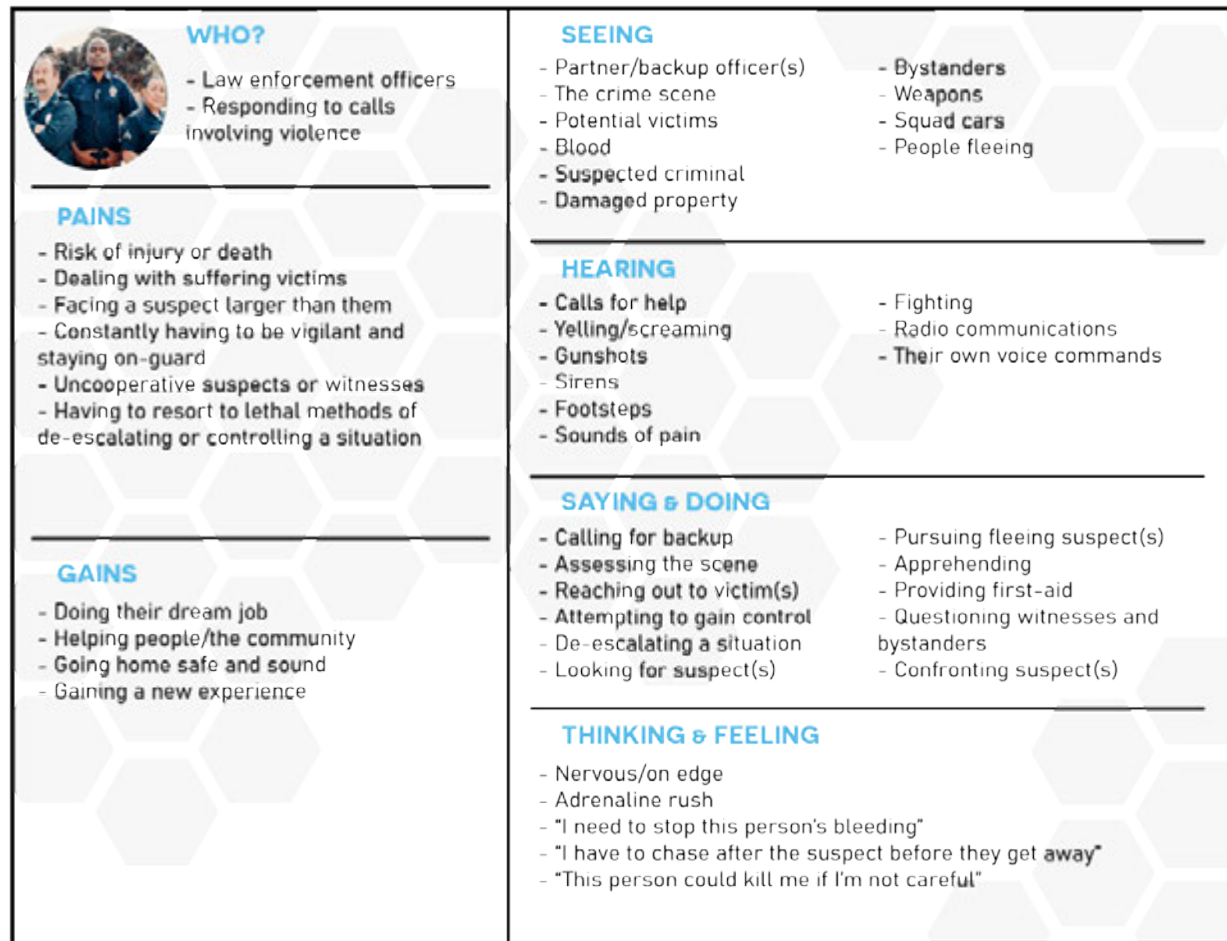 WHO?
- Law enforcement officers
- Responding to calls
involving violence
PAINS
- Risk of injury or death
- Dealing with suffering victims
- Facing a suspect larger than them
- Constantly having to be vigilant and
staying on-guard
- Uncooperative suspects or witnesses
- Having to resort to lethal methods of
de-escalating or controlling a situation
GAINS
- Doing their dream job
- Helping people/the community
- Going home safe and sound
- Gaining a new experience
SEEING
- Partner/backup officer(s)
- The crime scene
- Potential victims
- Blood
- Suspected criminal
- Damaged property
- Bystanders
- Weapons
- Squad cars
- People fleeing
HEARING
- Calls for help
- Yelling/screaming
- Gunshots
- Sirens
- Footsteps
- Sounds of pain
- Fighting
- Radio communications
- Their own voice commands
SAYING & DOING
- Calling for backup
- Assessing the scene
- Reaching out to victim(s)
- Attempting to gain control
- De-escalating a situation
- Looking for suspect(s)
- Pursuing fleeing suspect(s)
- Apprehending
- Providing first-aid
- Questioning witnesses and
bystanders
- Confronting suspect(s)
THINKING & FEELING
- Nervous/on edge
- Adrenaline rush
- "I need to stop this person's bleeding"
- "I have to chase after the suspect before they get away"
- "This person could kill me if I'm not careful"